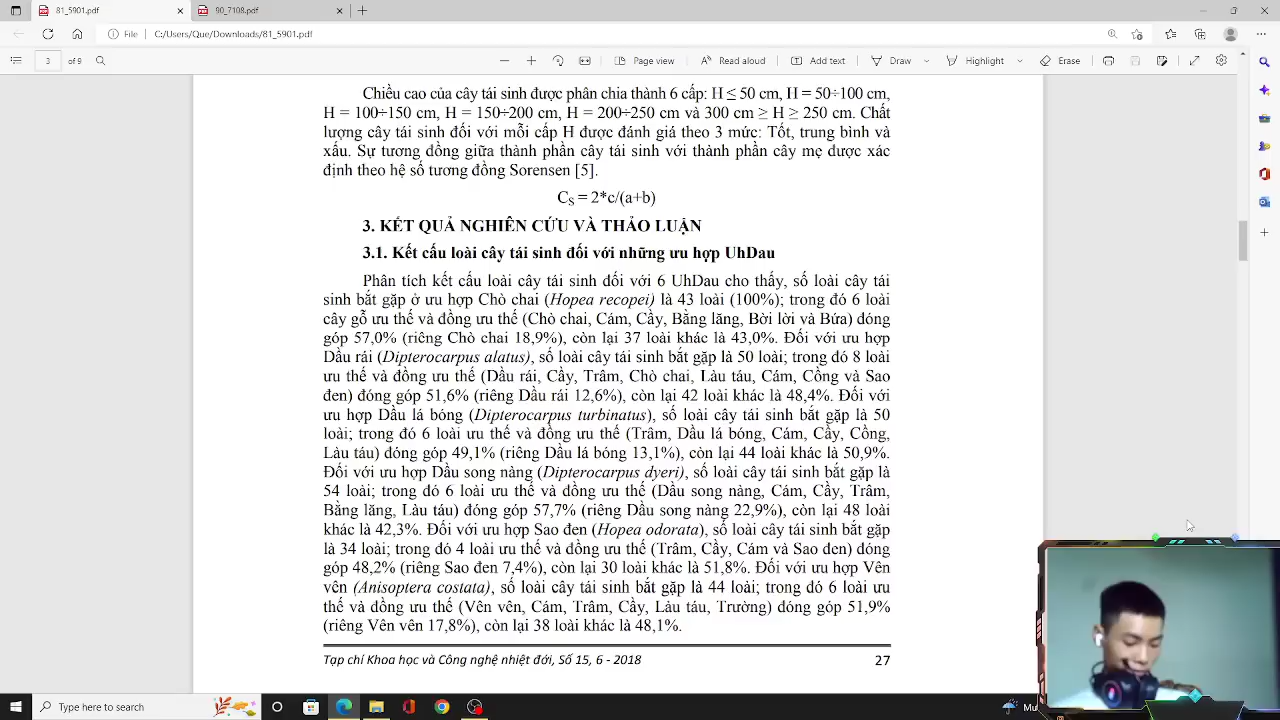 81_5901.pdf
90_7108.pdf
File
C:/Users/Que/Downloads/81_5901.pdf
3
of 9
Page view
Read aloud
Add text
Draw
Highlight
Erase
Chiều cao của cây tái sinh được phân chia thành 6 cấp: H ≤ 50 cm, H = 50÷100 cm,
H = 100÷150 cm, H = 150÷200 cm, H = 200÷250 cm và 300 cm ≥ H ≥ 250 cm. Chất
lượng cây tái sinh đối với mỗi cấp H được đánh giá theo 3 mức: Tốt, trung bình và
xấu. Sự tương đồng giữa thành phần cây tái sinh với thành phần cây mẹ được xác
định theo hệ số tương đồng Sorensen [5].
CS = 2*c/(a+b)
3. KẾT QUẢ NGHIÊN CỨU VÀ THẢO LUẬN
3.1. Kết cấu loài cây tái sinh đối với những ưu hợp UhDau
Phân tích kết cấu loài cây tái sinh đối với 6 UhDau cho thấy, số loài cây tái
sinh bắt gặp ở ưu hợp Chò chai (Hopea recopei) là 43 loài (100%); trong đó 6 loài
cây gỗ ưu thế và đồng ưu thế (Chò chai, Cám, Cầy, Bằng lăng, Bời lời và Bứa) đóng
góp 57,0% (riêng Chò chai 18,9%), còn lại 37 loài khác là 43,0%. Đối với ưu hợp
Dầu rái (Dipterocarpus alatus), số loài cây tái sinh bắt gặp là 50 loài; trong đó 8 loài
ưu thế và đồng ưu thế (Dầu rái, Cầy, Trâm, Chò chai, Làu táu, Cám, Cồng và Sao
đen) đóng góp 51,6% (riêng Dầu rái 12,6%), còn lại 42 loài khác là 48,4%. Đối với
ưu hợp Dầu lá bóng (Dipterocarpus turbinatus), số loài cây tái sinh bắt gặp là 50
loài; trong đó 6 loài ưu thế và đồng ưu thế (Trâm, Dầu lá bóng, Cám, Cầy, Cồng,
Làu táu) đóng góp 49,1% (riêng Dầu lá bóng 13,1%), còn lại 44 loài khác là 50,9%.
Đối với ưu hợp Dầu song nàng (Dipterocarpus dyeri), số loài cây tái sinh bắt gặp là
54 loài; trong đó 6 loài ưu thế và đồng ưu thế (Dầu song nàng, Cám, Cầy, Trâm,
Bằng lăng, Làu táu) đóng góp 57,7% (riêng Dầu song nàng 22,9%), còn lại 48 loài
khác là 42,3%. Đối với ưu hợp Sao đen (Hopea odorata), số loài cây tái sinh bắt gặp
là 34 loài; trong đó 4 loài ưu thế và đồng ưu thế (Trâm, Cầy, Cám và Sao đen) đóng
góp 48,2% (riêng Sao đen 7,4%), còn lại 30 loài khác là 51,8%. Đối với ưu hợp Vên
vên (Anisoptera costata), số loài cây tái sinh bắt gặp là 44 loài; trong đó 6 loài ưu
thế và đồng ưu thế (Vên vên, Cám, Trâm, Cầy, Làu táu, Trường) đóng góp 51,9%
(riêng Vên vên 17,8%), còn lại 38 loài khác là 48,1%.
Tạp chí Khoa học và Công nghệ nhiệt đới, Số 15, 6 - 2018
27
Type here to search